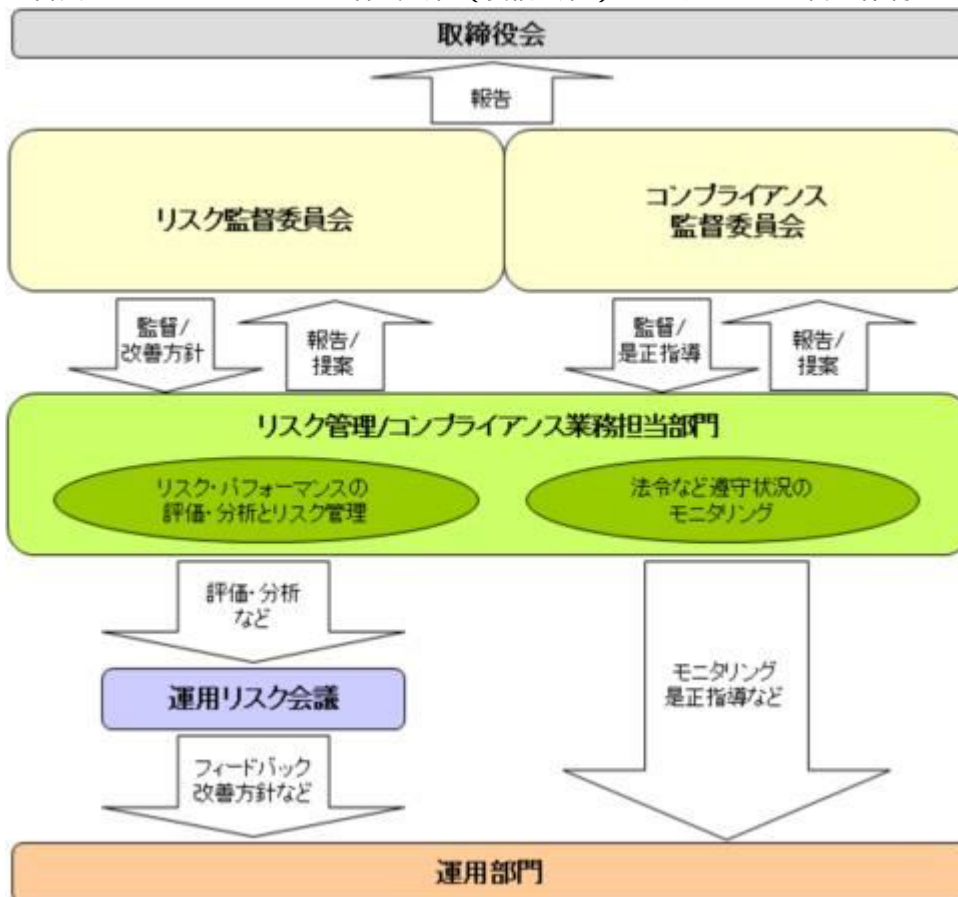 取締役会
報告
リスク監督委員会
コンプライアンス
監督委員会
監督/
改善方針
報告/
提案
監督/
是正指導
報告/
提案
リスク管理/コンプライアンス業務担当部門
リスク・パフォーマンスの
評価・分析とリスク管理
法令など遵守状況の
モニタリング
評価・分析
など
運用リスク会議
モニタリング
是正指導など
フィードバック
改善方針など
運用部門